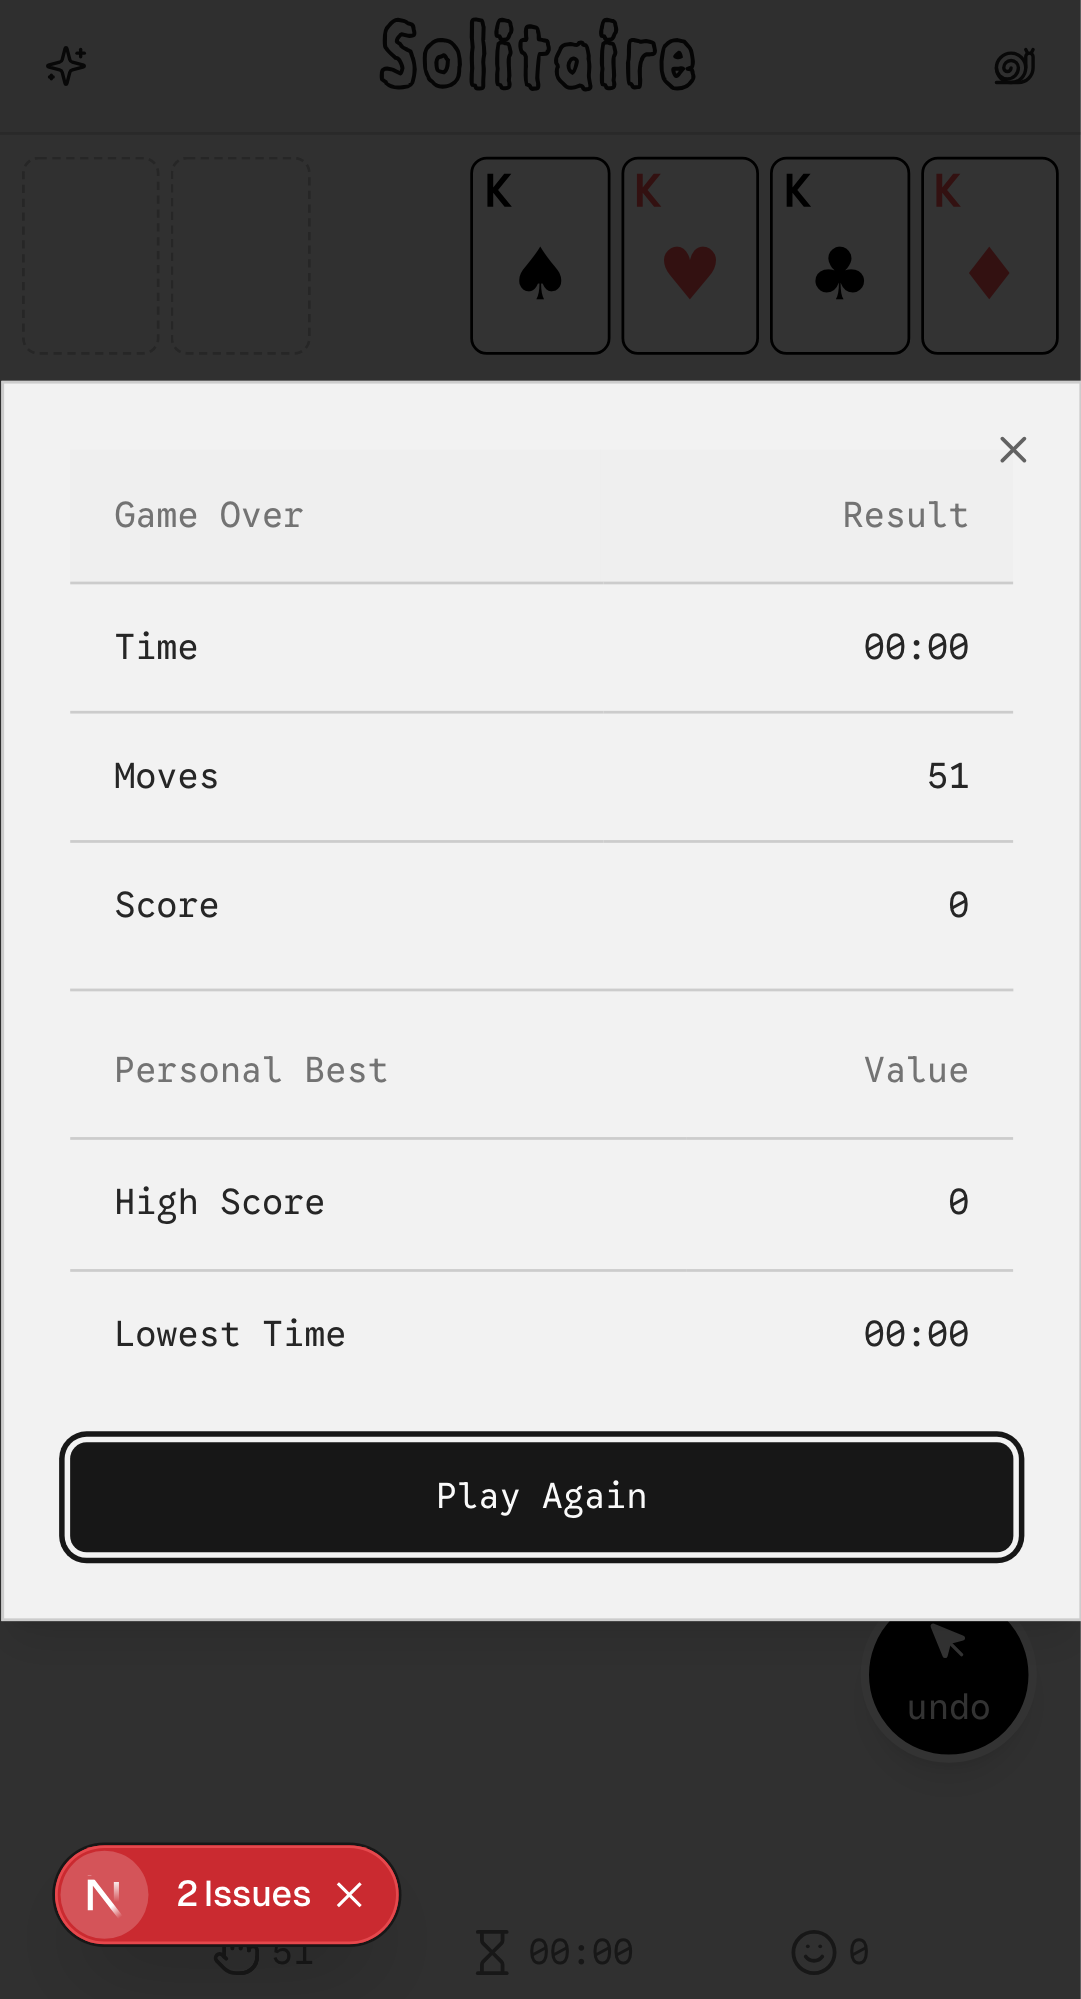 Solitaire
K K K K
Game Over Result
Time 00:00
Moves 51
Score 0
Personal Best Value
High Score 0
Lowest Time 00:00
Play Again
undo
N 2 Issues
51 00:00 0